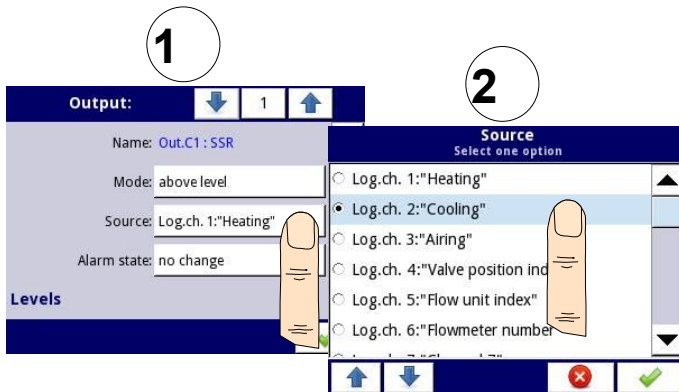 1
Output:
1
Name: Out.C1 : SSR
Mode: above level
Source: Log.ch. 1:"Heating"
Alarm state: no change
Levels
2
Source
Select one option
Log.ch. 1:"Heating"
Log.ch. 2:"Cooling"
Log.ch. 3:"Airing"
Log.ch. 4:"Valve position ind
Log.ch. 5:"Flow unit index"
Log.ch. 6:"Flowmeter number